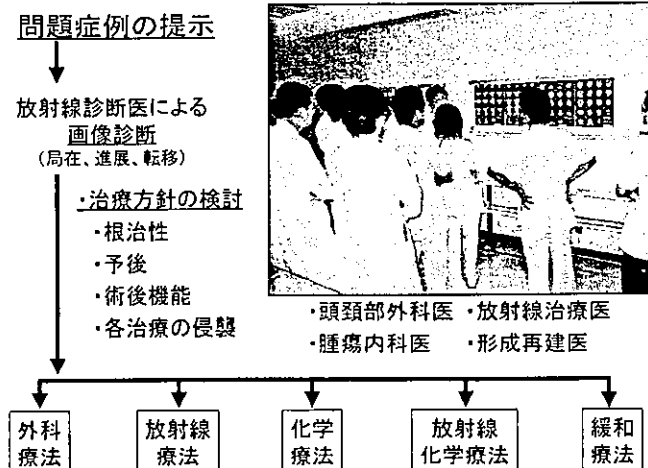 問題症例の提示
放射線診断医による
画像診断
(局在、進展、転移)
・治療方針の検討
・根治性
・予後
・術後機能
・各治療の侵襲
・頭頸部外科医 ・放射線治療医
・腫瘍内科医 ・形成再建医
外科
療法
放射線
療法
化学
療法
放射線
化学療法
緩和
療法